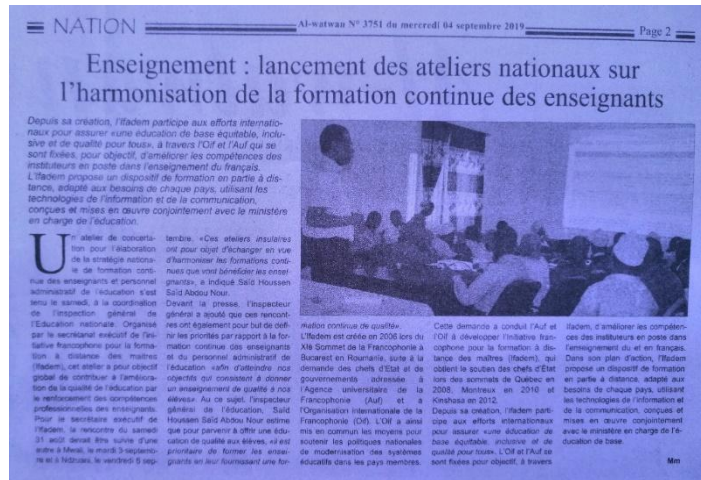 NATION
Al-watwan N° 3751 du mercredi 04 septembre 2019
Page 2
Enseignement : lancement des ateliers nationaux sur
l’harmonisation de la formation continue des enseignants
Depuis sa création, l'Ifadem participe aux efforts internatio-
naux pour assurer «une éducation de base équitable, inclu-
sive et de qualité pour tous», à travers l'Oif et l'Auf qui se
sont fixées, pour objectif, d'améliorer les compétences des
instituteurs en poste dans l'enseignement du français.
L'Ifadem propose un dispositif de formation en partie à dis-
tance, adapté aux besoins de chaque pays, utilisant les
technologies de l'information et de la communication,
conçues et mises en œuvre conjointement avec le ministère
en charge de l'éducation.
Un atelier de concerta-
tion pour l'élaboration
de la stratégie nationa-
le de formation conti-
nue des enseignants et personnel
administratif de l'éducation s'est
tenu le samedi, à la coordination
de l'inspection général de
l'Education nationale. Organisé
par le secrétariat exécutif de l'ini-
tiative francophone pour la forma-
tion à distance des maîtres
(Ifadem), cet atelier a pour objectif
global de contribuer à l'améliora-
tion de la qualité de l'éducation par
le renforcement des compétences
professionnelles des enseignants.
Pour le secrétaire exécutif de
l'Ifadem, la rencontre du samedi
31 août devait être suivie d'une
autre à Mwali, le mardi 3 septemb-
re et à Ndzuani, le vendredi 6 sep-
tembre. «Ces ateliers insulaires
ont pour objet d'échanger en vue
d'harmoniser les formations conti-
nues que vont bénéficier les ensei-
gnants», a indiqué Saïd Houssen
Saïd Abdou Nour.
Devant la presse, l'inspecteur
général a ajouté que ces rencont-
res ont également pour but de défi-
nir les priorités par rapport à la for-
mation continue des enseignants
et du personnel administratif de
l'éducation «afin d'atteindre nos
objectifs qui consistent à donner
un enseignement de qualité à nos
élèves». Au ce sujet, l'inspecteur
général de l'éducation, Saïd
Houssen Saïd Abdou Nour estime
que pour parvenir à offrir une édu-
cation de qualité aux élèves, «il est
prioritaire de former les ensei-
gnants en leur fournissant une for-
mation continue de qualité».
L'Ifadem est créée en 2006 lors du
XIe Sommet de la Francophonie à
Bucarest en Roumanie, suite à la
demande des chefs d'Etat et de
gouvernements adressée à
l'Agence universitaire de la
Francophonie (Auf) et à
l'Organisation internationale de la
Francophonie (Oif). L'Oif a ainsi
mis en commun les moyens pour
soutenir les politiques nationales
de modernisation des systèmes
éducatifs dans les pays membres.
Cette demande a conduit l'Auf et
l'Oif à développer l'Initiative fran-
cophone pour la formation à dis-
tance des maîtres (Ifadem), qui
obtient le soutien des chefs d'État
lors des sommets de Québec en
2008, Montreux en 2010 et
Kinshasa en 2012.
Depuis sa création, l'Ifadem parti-
cipe aux efforts internationaux
pour assurer «une éducation de
base équitable, inclusive et de
qualité pour tous». L'Oif et l'Auf se
sont fixées pour objectif, à travers
Ifadem, d'améliorer les compéten-
ces des instituteurs en poste dans
l'enseignement du et en français.
Dans son plan d'action, l'Ifadem
propose un dispositif de formation
en partie à distance, adapté aux
besoins de chaque pays, utilisant
les technologies de l'information et
de la communication, conçues et
mises en œuvre conjointement
avec le ministère en charge de l'é-
ducation de base.
Mm